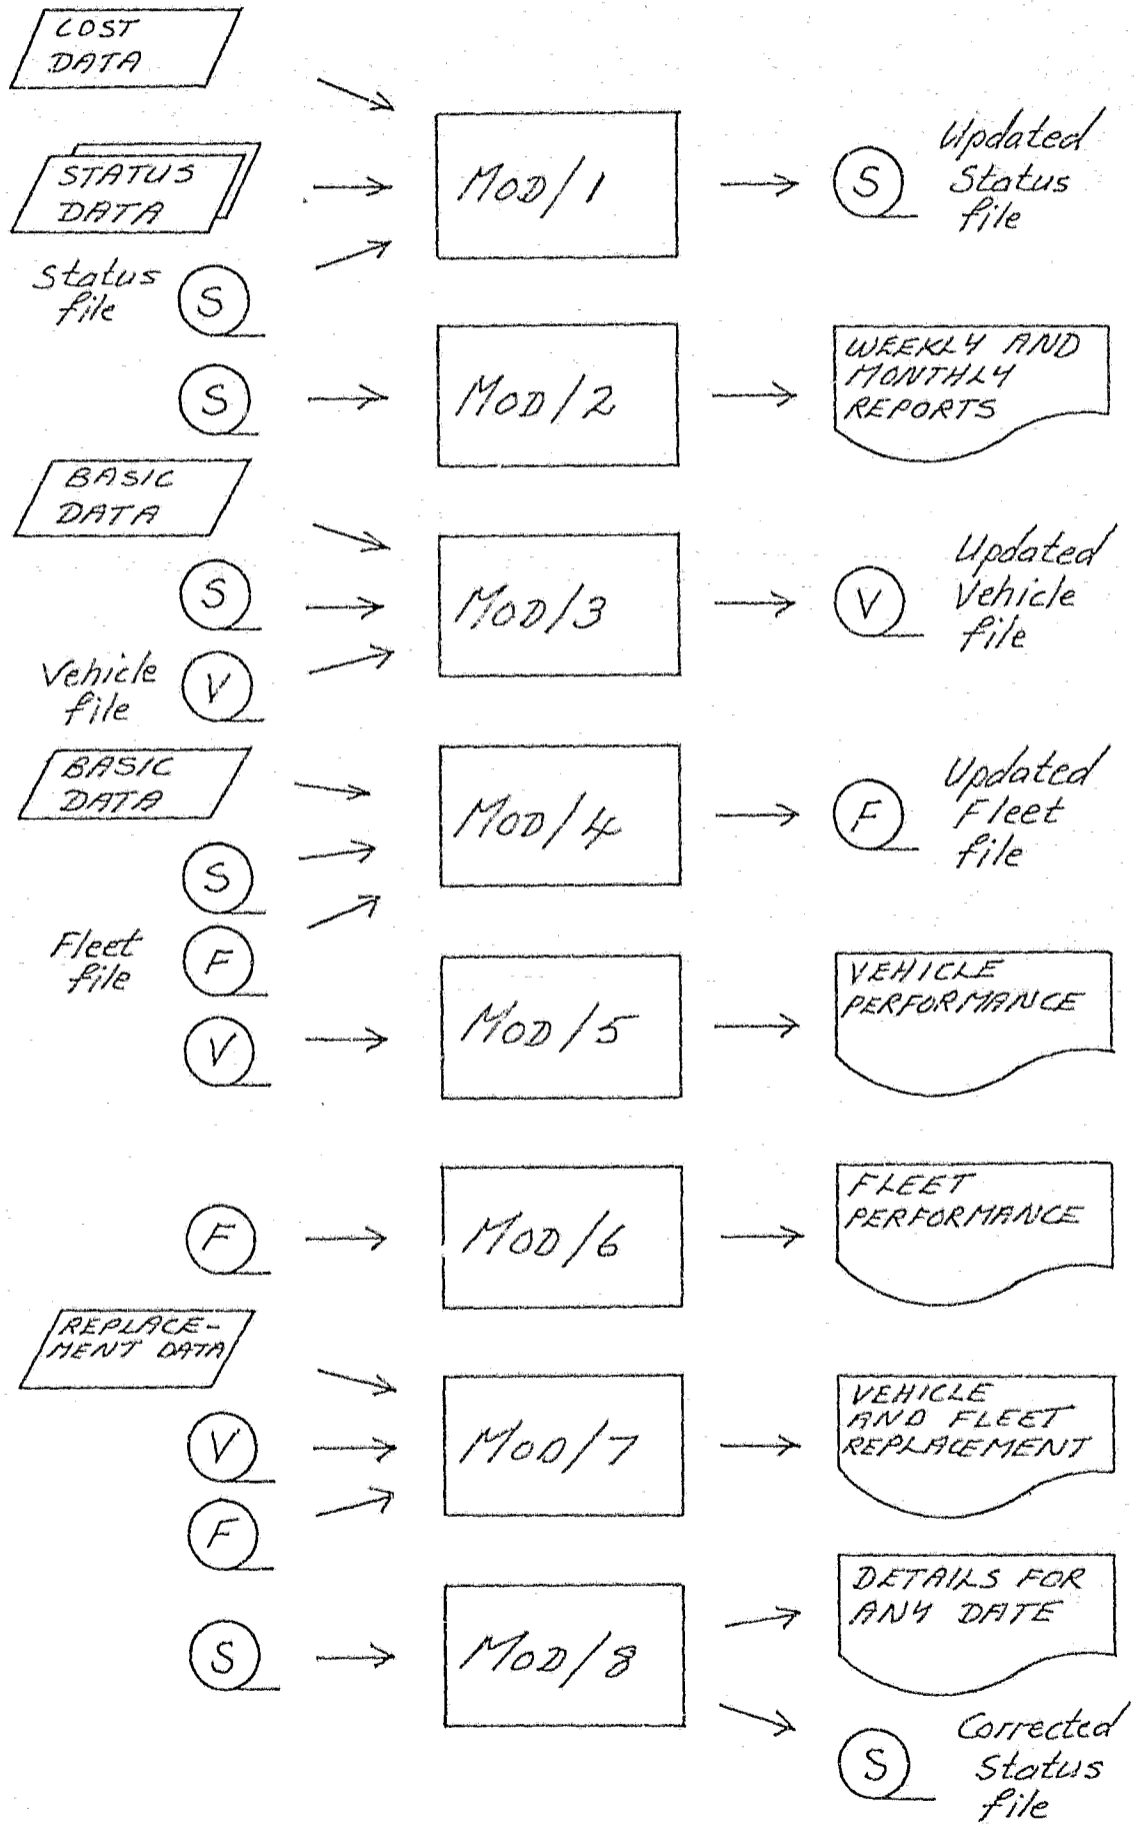 COST
DATA
STATUS
DATA
Status
file
S
MOD/1
S
Updated
Status
file
S
MOD/2
WEEKLY AND
MONTHLY
REPORTS
BASIC
DATA
S
Vehicle
file
V
MOD/3
V
Updated
Vehicle
file
BASIC
DATA
S
Fleet
file
F
MOD/4
F
Updated
Fleet
file
V
MOD/5
VEHICLE
PERFORMANCE
F
MOD/6
FLEET
PERFORMANCE
REPLACE-
MENT DATA
V
F
MOD/7
VEHICLE
AND FLEET
REPLACEMENT
S
MOD/8
DETAILS FOR
ANY DATE
S
Corrected
Status
file